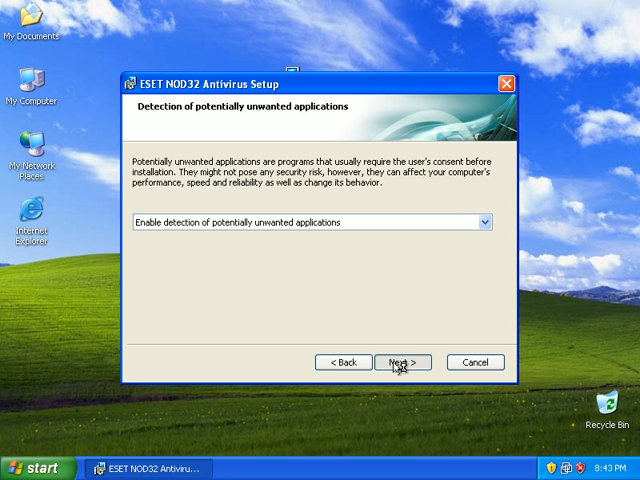 My Documents
My Computer
My Network
Places
Internet
Explorer
ESET NOD32 Antivirus Setup
Detection of potentially unwanted applications
Potentially unwanted applications are programs that usually require the user's consent before
installation. They might not pose any security risk, however, they can affect your computer's
performance, speed and reliability as well as change its behavior.
Enable detection of potentially unwanted applications
< Back
Next >
Cancel
Recycle Bin
start
ESET NOD32 Antiviru...
8:43 PM